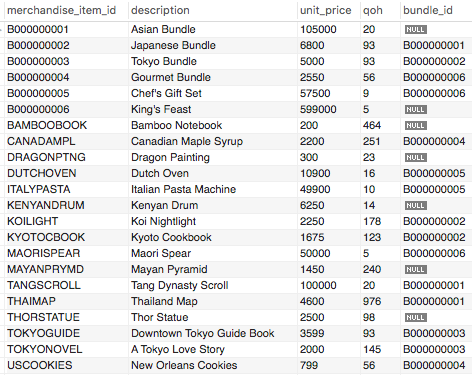 merchandise_item_id description unit_price qoh bundle_id
B000000001 Asian Bundle 105000 20 NULL
B000000002 Japanese Bundle 6800 93 B000000001
B000000003 Tokyo Bundle 5000 93 B000000002
B000000004 Gourmet Bundle 2550 56 B000000006
B000000005 Chef's Gift Set 57500 9 B000000006
B000000006 King's Feast 599000 5 NULL
BAMBOOBOOK Bamboo Notebook 200 464 NULL
CANADAMPL Canadian Maple Syrup 2200 251 B000000004
DRAGONPTNG Dragon Painting 300 23 NULL
DUTCHOVEN Dutch Oven 10900 16 B000000005
ITALYPASTA Italian Pasta Machine 49900 10 B000000005
KENYANDRUM Kenyan Drum 6250 14 NULL
KOILIGHT Koi Nightlight 2250 178 B000000002
KYOTOCBOOK Kyoto Cookbook 1675 123 B000000002
MAORISPEAR Maori Spear 50000 5 B000000006
MAYANPRYMD Mayan Pyramid 1450 240 NULL
TANGSCROLL Tang Dynasty Scroll 100000 20 B000000001
THAIMAP Thailand Map 4600 976 B000000001
THORSTATUE Thor Statue 2500 98 NULL
TOKYOGUIDE Downtown Tokyo Guide Book 3599 93 B000000003
TOKYONOVEL A Tokyo Love Story 2000 145 B000000003
USCOOKIES New Orleans Cookies 799 56 B000000004